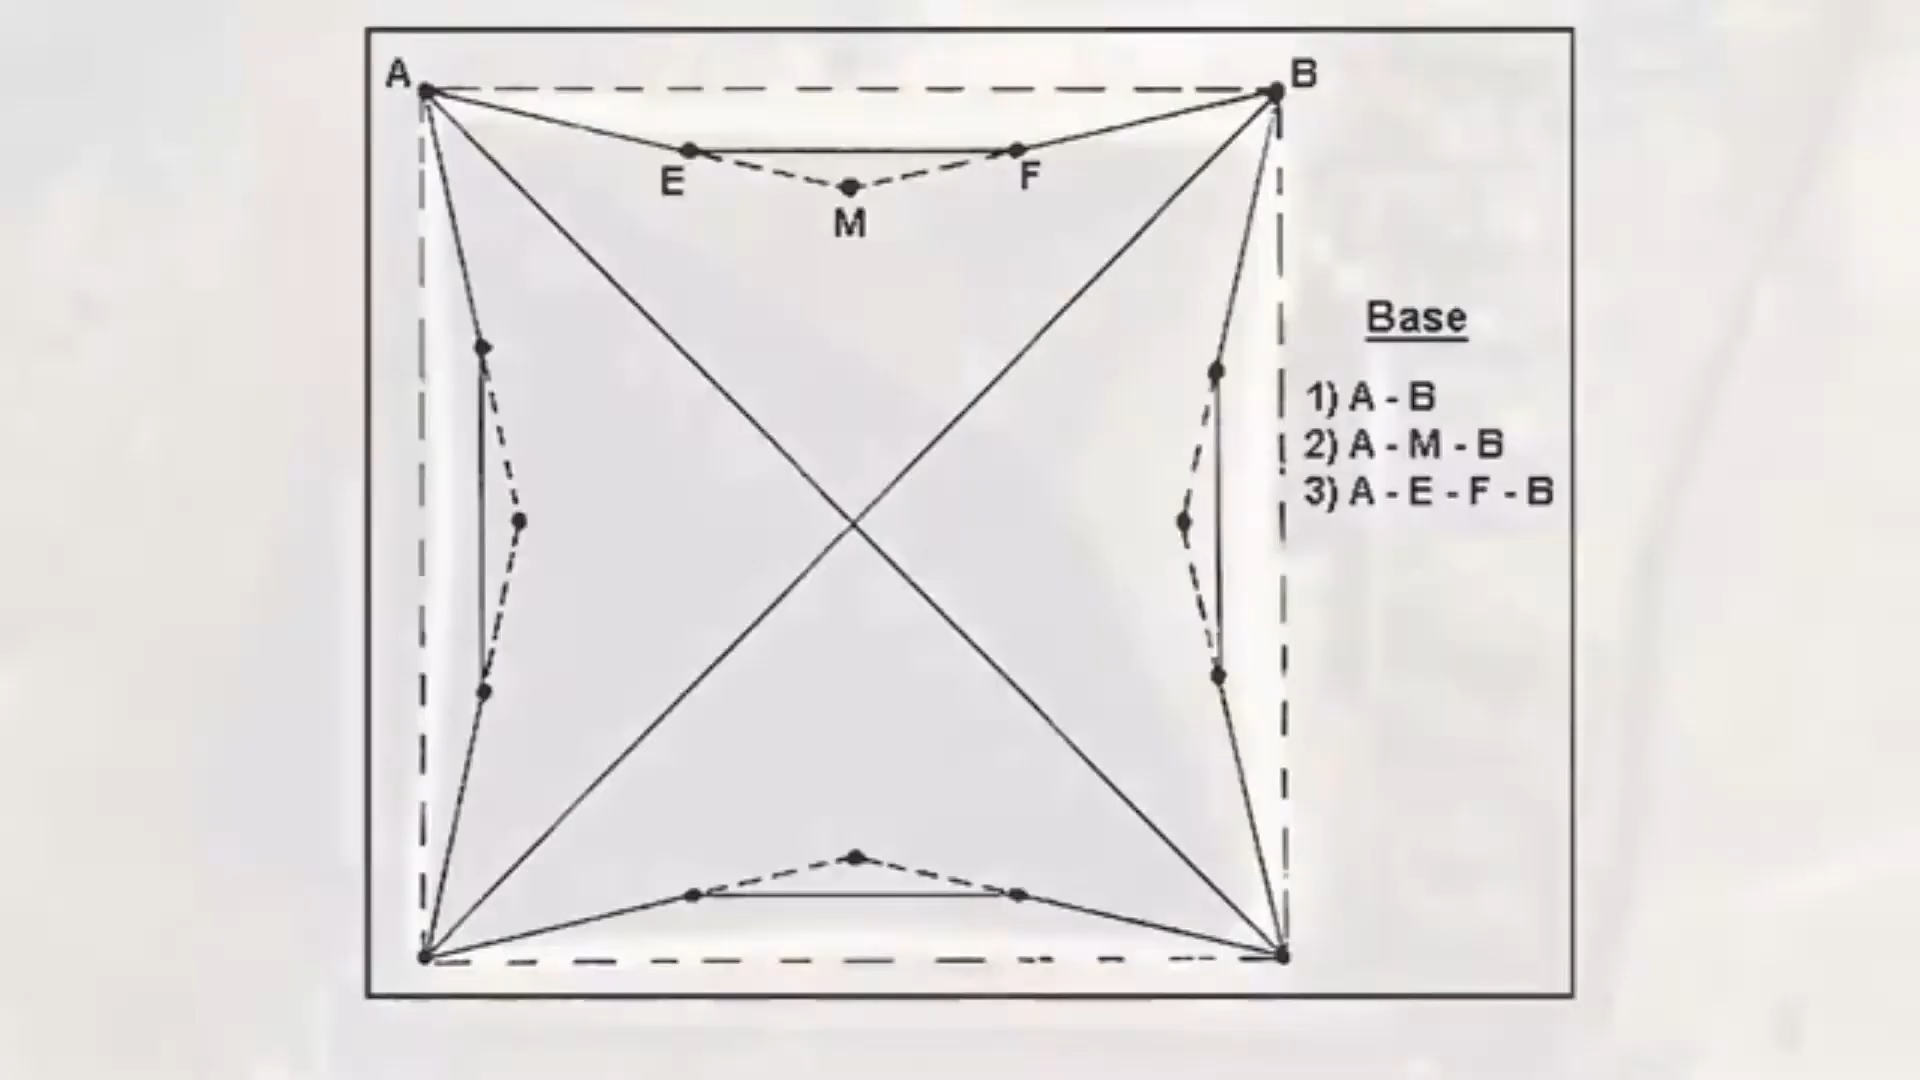 A
B
E
F
M
Base
1) A - B
2) A - M - B
3) A - E - F - B